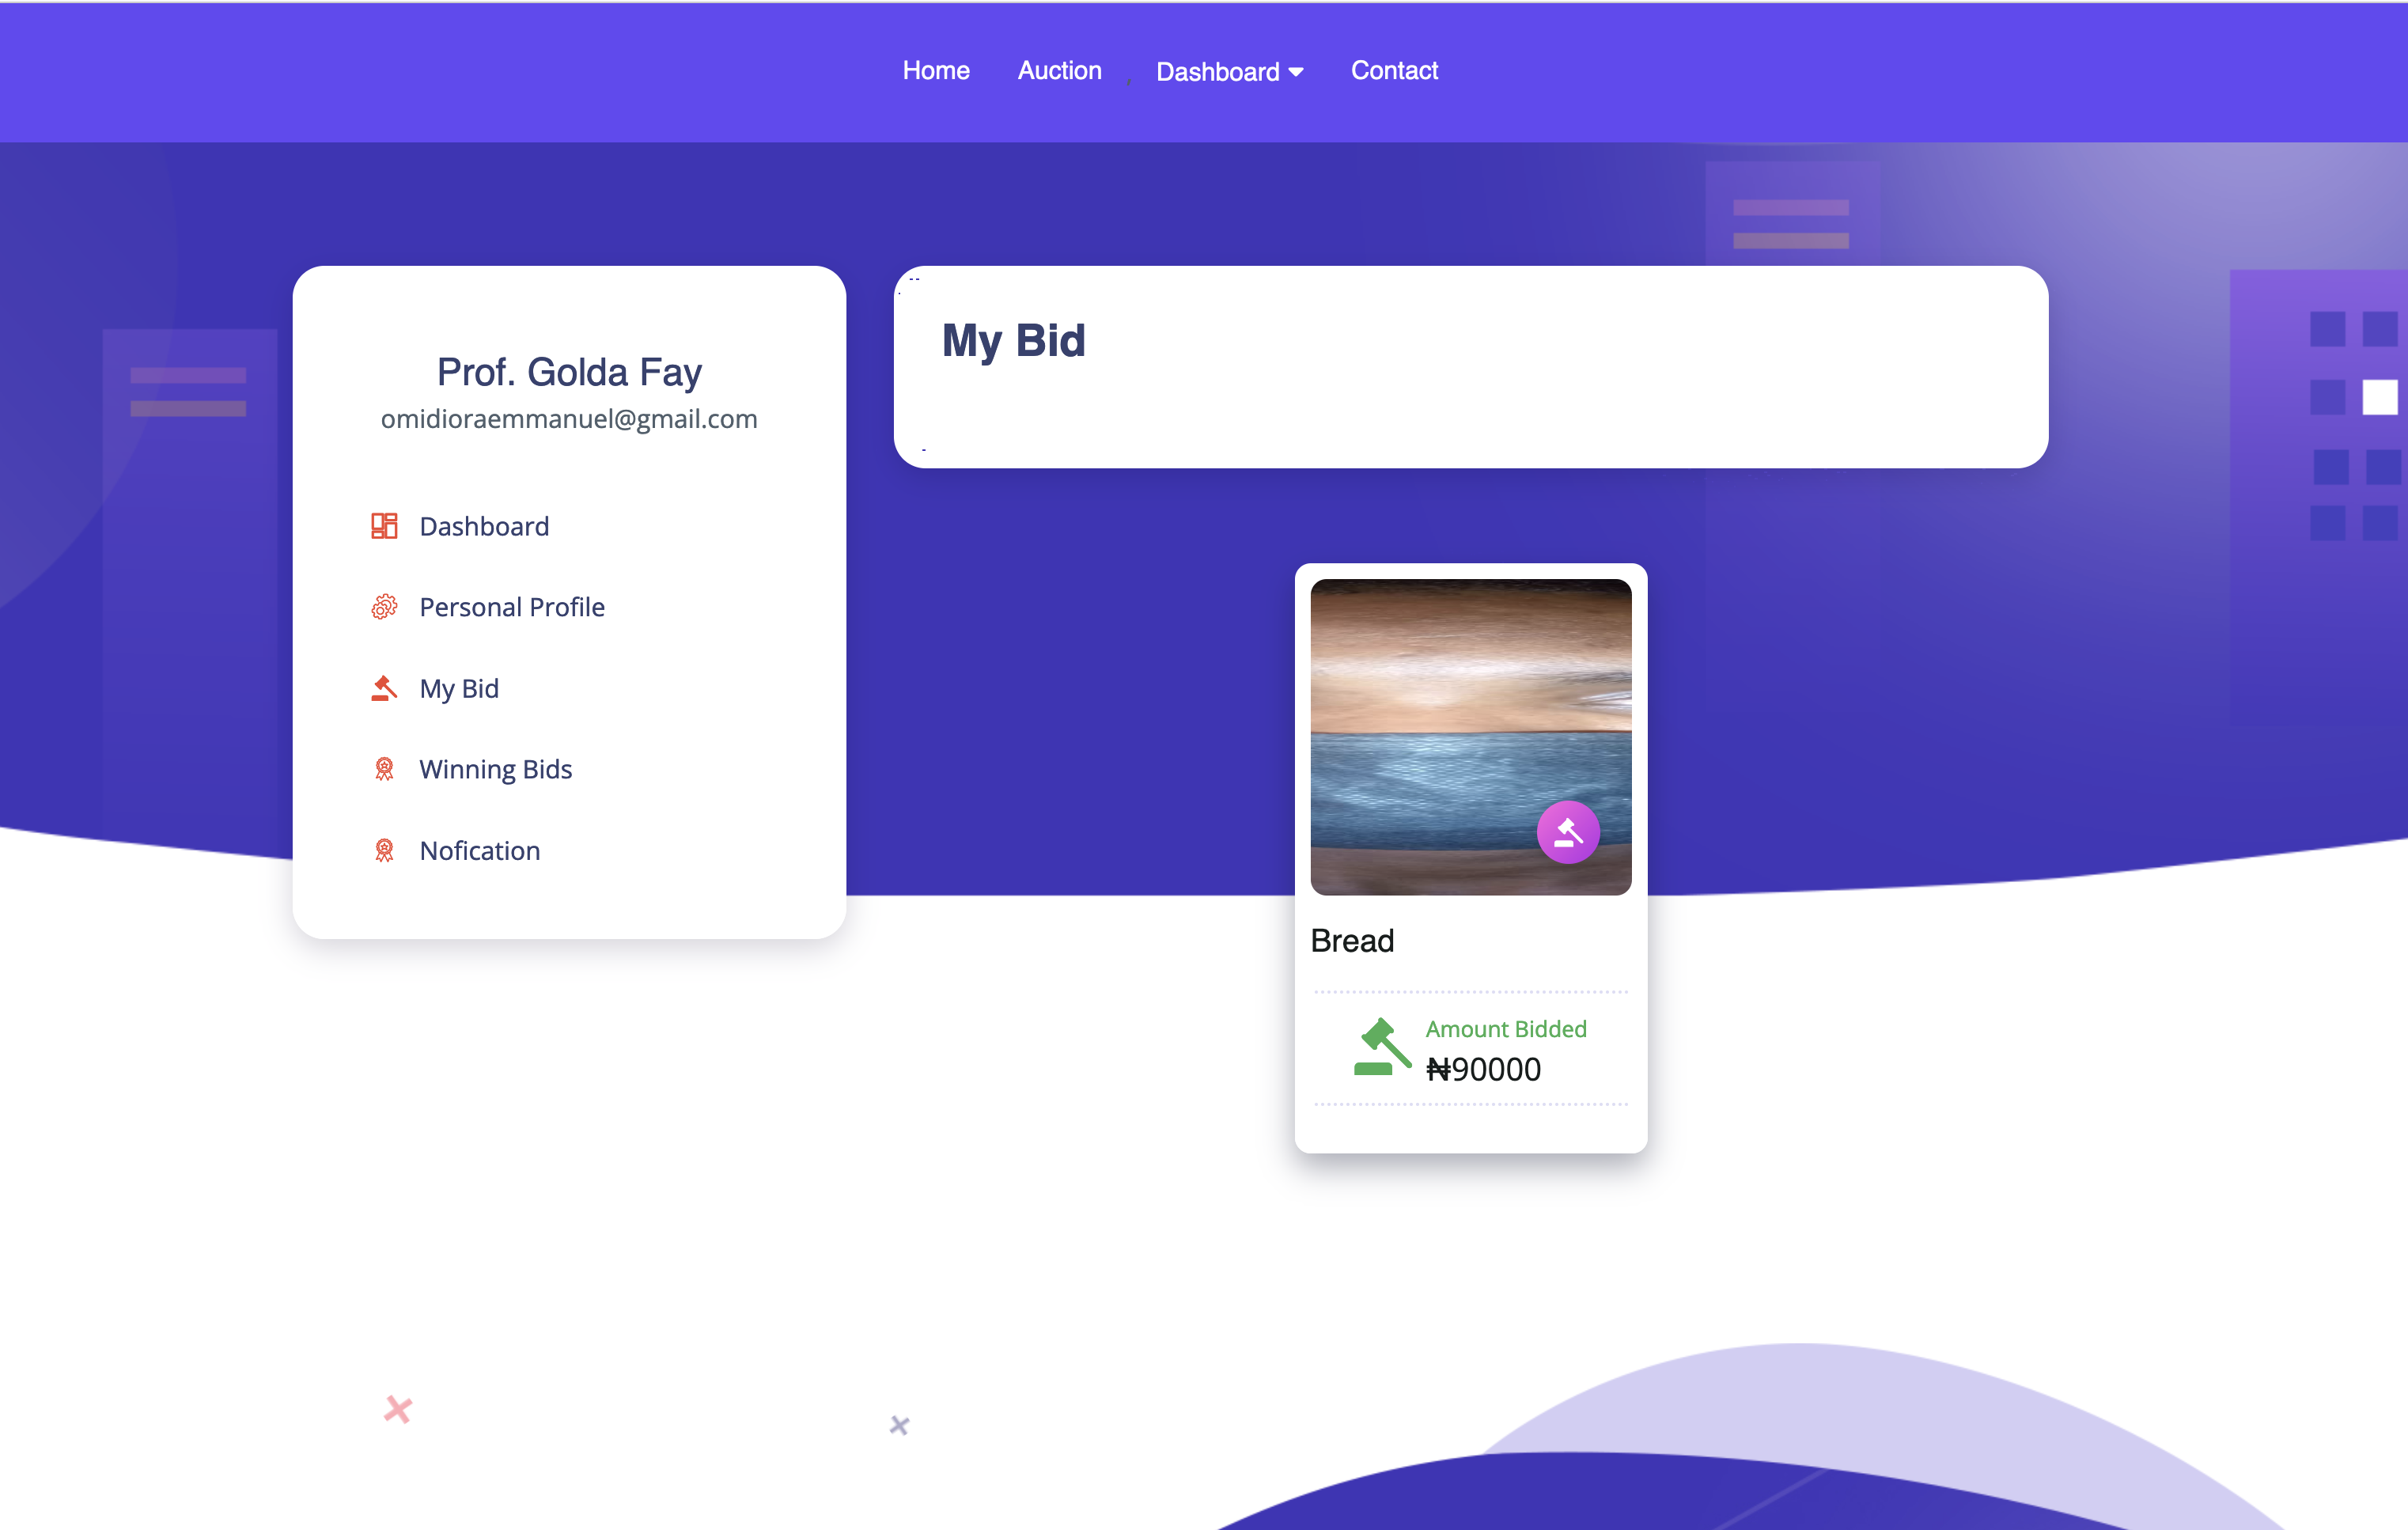 Home Auction Dashboard Contact
Prof. Golda Fay
omidioraemmanuel@gmail.com
Dashboard
Personal Profile
My Bid
Winning Bids
Nofication
My Bid
Bread
Amount Bidded
₦90000